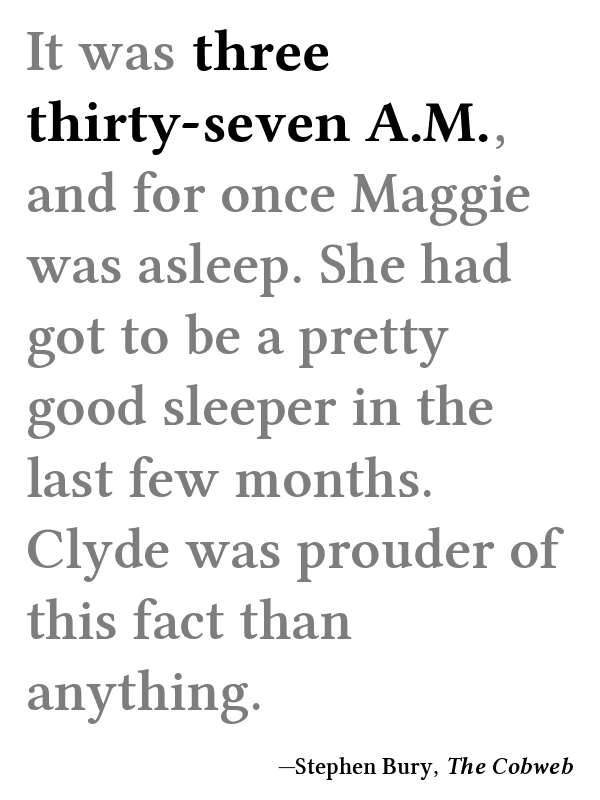 It was three
thirty-seven A.M.,
and for once Maggie
was asleep. She had
got to be a pretty
good sleeper in the
last few months.
Clyde was prouder of
this fact than
anything.
—Stephen Bury, The Cobweb